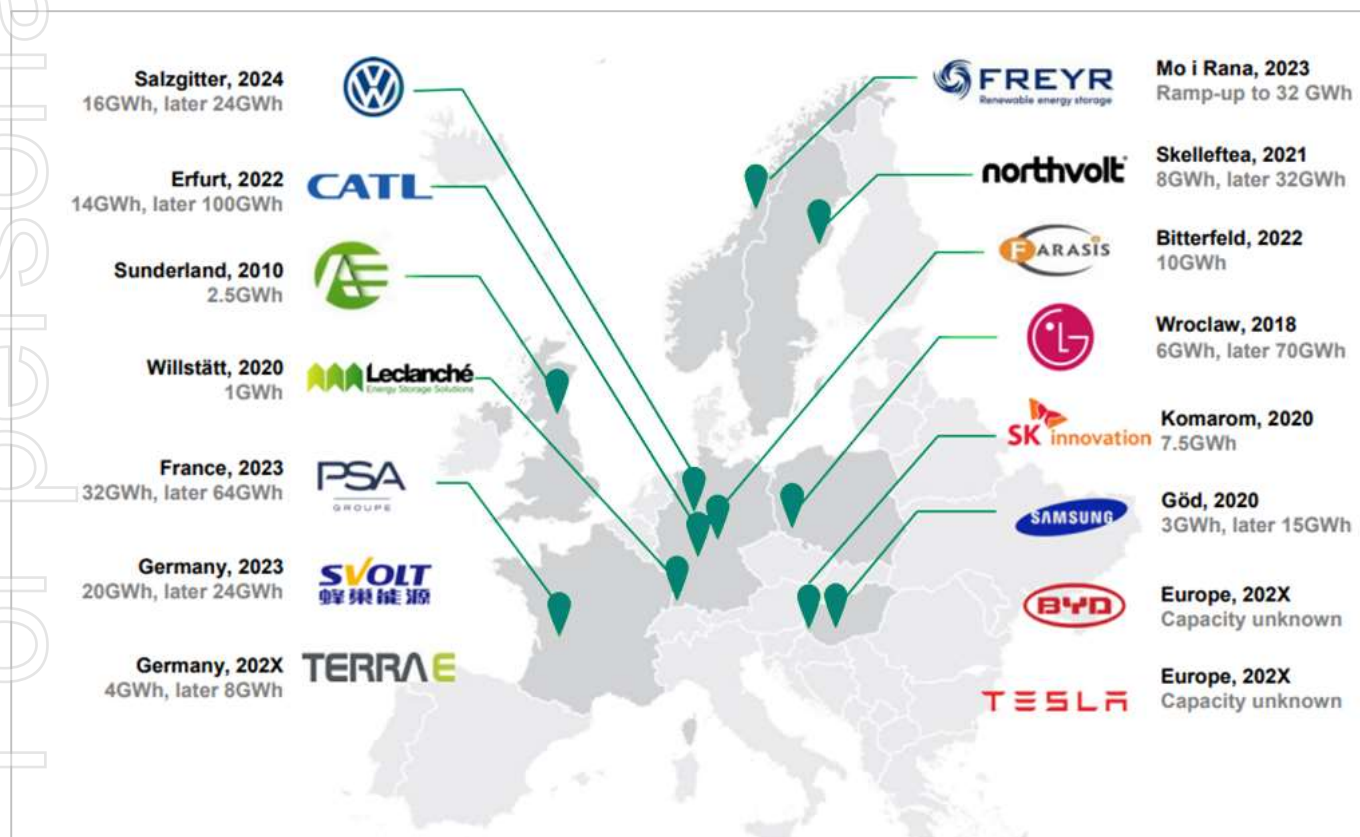 Salzgitter, 2024
16GWh, later 24GWh
Erfurt, 2022
14GWh, later 100GWh
CATL
Sunderland, 2010
2.5GWh
AE
Willstätt, 2020
1GWh
Leclanché
Energy Storage Solutions
France, 2023
32GWh, later 64GWh
PSA
GROUPE
Germany, 2023
20GWh, later 24GWh
SVOLT
蜂巢能源
Germany, 202X
4GWh, later 8GWh
TERRA E
FREYR
Renewable energy storage
Mo i Rana, 2023
Ramp-up to 32 GWh
northvolt
Skelleftea, 2021
8GWh, later 32GWh
FARASIS
Bitterfeld, 2022
10GWh
LG
Wroclaw, 2018
6GWh, later 70GWh
SK innovation
Komarom, 2020
7.5GWh
SAMSUNG
Göd, 2020
3GWh, later 15GWh
BYD
Europe, 202X
Capacity unknown
TESLA
Europe, 202X
Capacity unknown